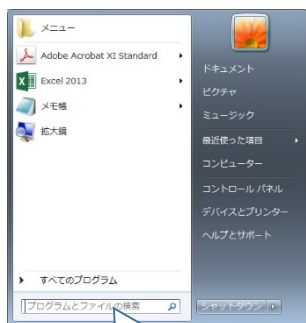 メニュー
Adobe Acrobat XI Standard
Excel 2013
メモ帳
拡大鏡
すべてのプログラム
プログラムとファイルの検索
ドキュメント
ピクチャ
ミュージック
最近使った項目
コンピューター
コントロール パネル
デバイスとプリンター
ヘルプとサポート
シャットダウン